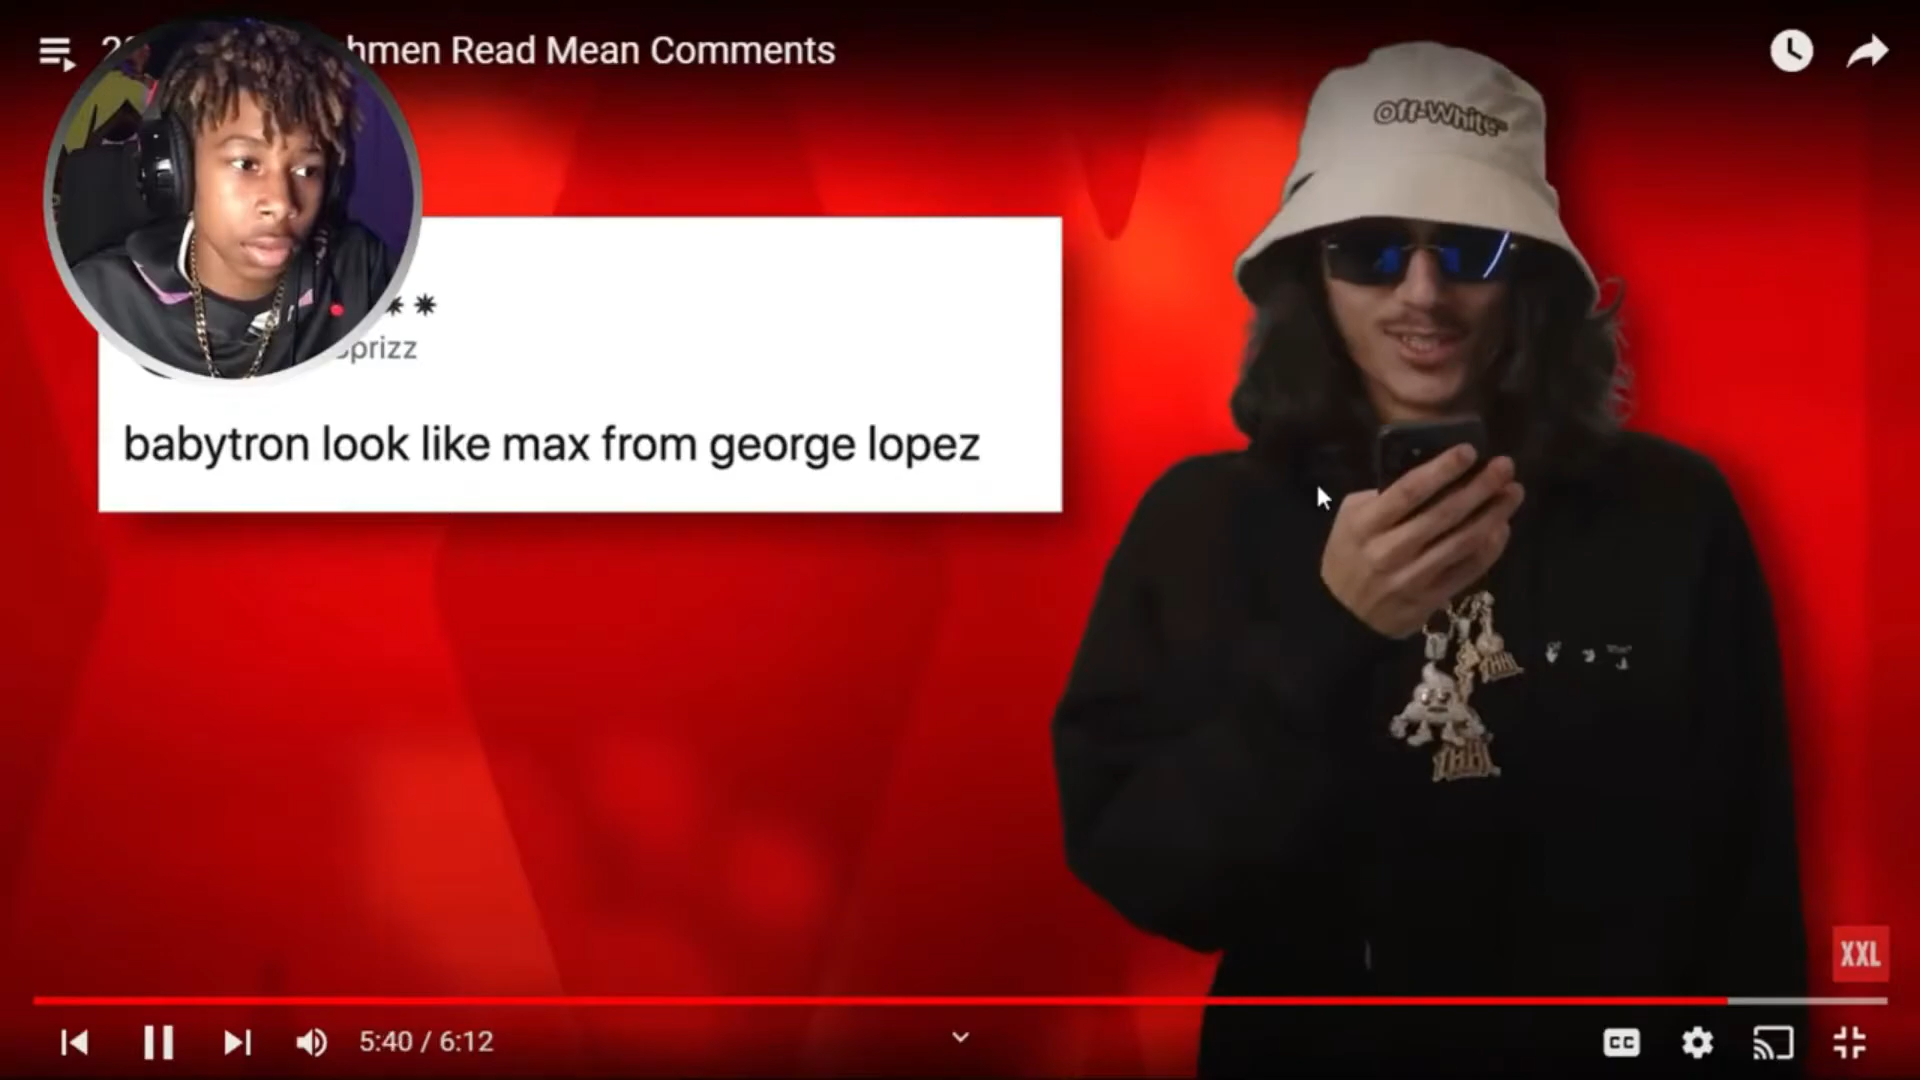 hmen Read Mean Comments
Off-White
prizz
babytron look like max from george lopez
XXL
5:40 / 6:12
CC